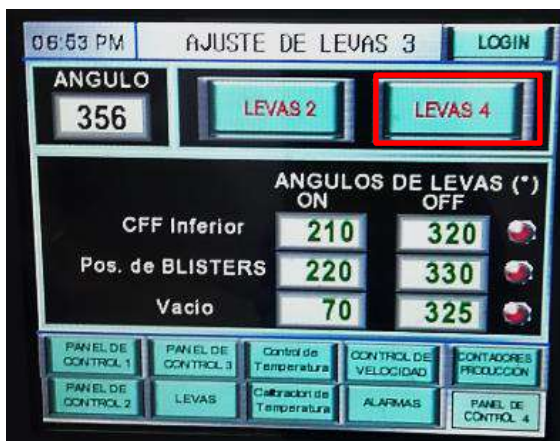 06:53 PM AJUSTE DE LEVAS 3 LOGIN
ANGULO
356
LEVAS 2 LEVAS 4
ANGULOS DE LEVAS (°)
ON OFF
CFF Inferior 210 320
Pos. de BLISTERS 220 330
Vacio 70 325
PANEL DE CONTROL 1
PANEL DE CONTROL 3
Control de Temperatura
CONTROL DE VELOCIDAD
CONTADORES PRODUCCION
PANEL DE CONTROL 2
LEVAS
Calibracion de Temperatura
ALARMAS
PANEL DE CONTROL 4